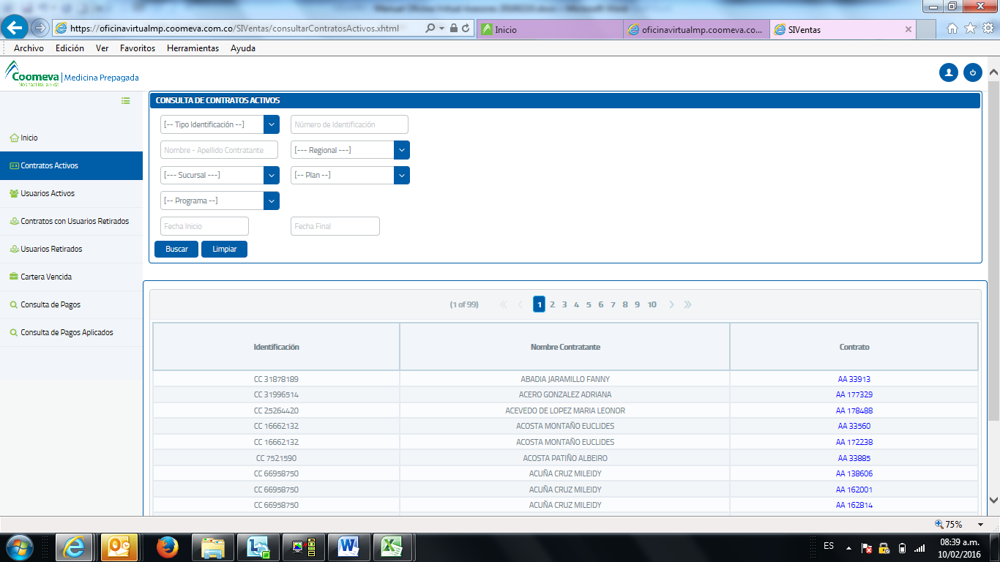 https://oficinavirtualmp.coomeva.com.co/SIVentas/consultarContratosActivos.xhtml
Inicio
oficinavirtualmp.coomeva.co...
SIVentas
Archivo Edición Ver Favoritos Herramientas Ayuda
Coomeva | Medicina Prepagada
CONSULTA DE CONTRATOS ACTIVOS
[-- Tipo Identificación --] Número de Identificación
Nombre - Apellido Contratante [--- Regional ---]
[--- Sucursal ---] [-- Plan --]
[-- Programa --]
Fecha Inicio Fecha Final
Buscar Limpiar
Inicio
Contratos Activos
Usuarios Activos
Contratos con Usuarios Retirados
Usuarios Retirados
Cartera Vencida
Consulta de Pagos
Consulta de Pagos Aplicados
(1 of 99) 1 2 3 4 5 6 7 8 9 10
Identificación Nombre Contratante Contrato
CC 31878189 ABADIA JARAMILLO FANNY AA 33913
CC 31996514 ACERO GONZALEZ ADRIANA AA 177329
CC 25264420 ACEVEDO DE LOPEZ MARIA LEONOR AA 178488
CC 16662132 ACOSTA MONTAÑO EUCLIDES AA 33560
CC 16662132 ACOSTA MONTAÑO EUCLIDES AA 172238
CC 7521590 ACOSTA PATIÑO ALBEIRO AA 33885
CC 66958750 ACUÑA CRUZ MILEIDY AA 138606
CC 66958750 ACUÑA CRUZ MILEIDY AA 162001
CC 66958750 ACUÑA CRUZ MILEIDY AA 162814
75%
ES
08:39 a.m.
10/02/2016